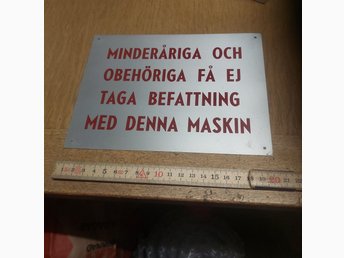 MINDERÅRIGA OCH
OBEHÖRIGA FÅ EJ
TAGA BEFATTNING
MED DENNA MASKIN